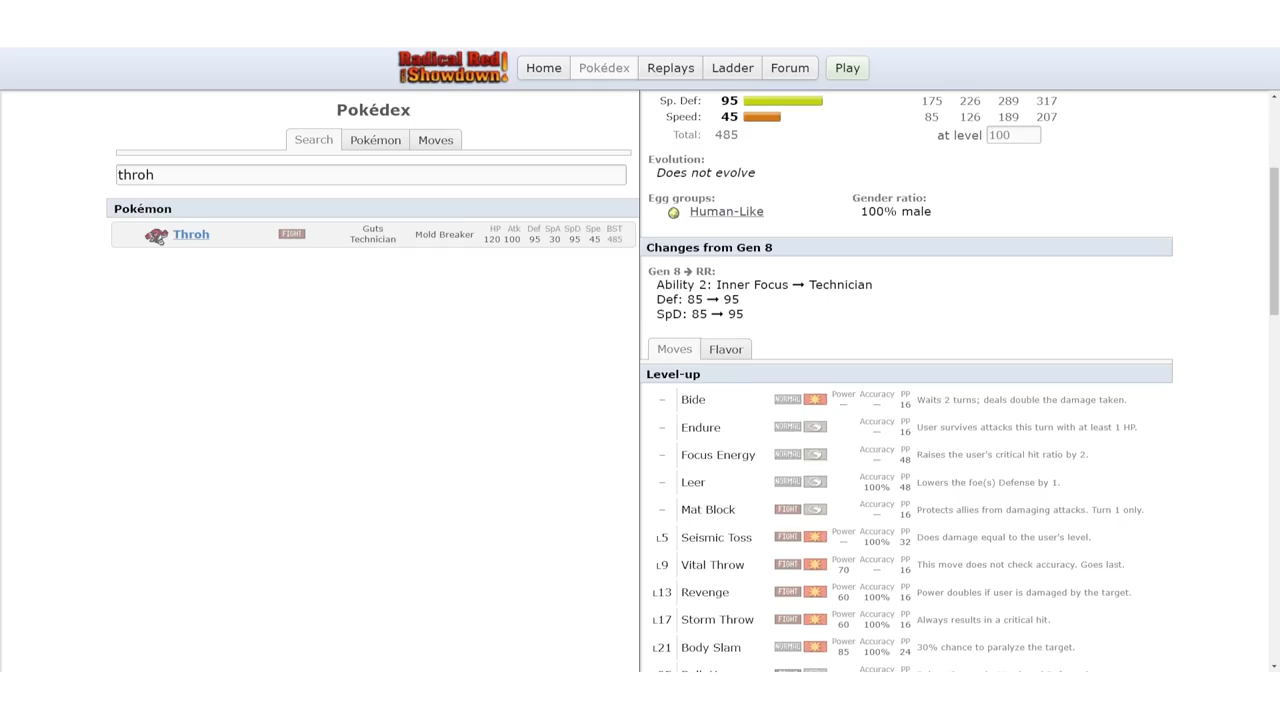 Radical Red Showdown!
Home Pokédex Replays Ladder Forum Play
Pokédex
Search Pokémon Moves
throh
Pokémon
Throh FIGHT Guts Technician Mold Breaker HP 120 Atk 100 Def 95 SpA 30 SpD 95 Spe 45 BST 485
Sp. Def: 95 175 226 289 317
Speed: 45 85 126 189 207
Total: 485 at level 100
Evolution:
Does not evolve
Egg groups: Gender ratio:
Human-Like 100% male
Changes from Gen 8
Gen 8 ➔ RR:
Ability 2: Inner Focus → Technician
Def: 85 → 95
SpD: 85 → 95
Moves Flavor
Level-up
– Bide NORMAL Power — Accuracy — PP 16 Waits 2 turns; deals double the damage taken.
– Endure NORMAL Accuracy — PP 16 User survives attacks this turn with at least 1 HP.
– Focus Energy NORMAL Accuracy — PP 48 Raises the user's critical hit ratio by 2.
– Leer NORMAL Accuracy 100% PP 48 Lowers the foe(s) Defense by 1.
– Mat Block FIGHT Accuracy — PP 16 Protects allies from damaging attacks. Turn 1 only.
L5 Seismic Toss FIGHT Power — Accuracy 100% PP 32 Does damage equal to the user's level.
L9 Vital Throw FIGHT Power 70 Accuracy — PP 16 This move does not check accuracy. Goes last.
L13 Revenge FIGHT Power 60 Accuracy 100% PP 16 Power doubles if user is damaged by the target.
L17 Storm Throw FIGHT Power 60 Accuracy 100% PP 16 Always results in a critical hit.
L21 Body Slam NORMAL Power 85 Accuracy 100% PP 24 30% chance to paralyze the target.